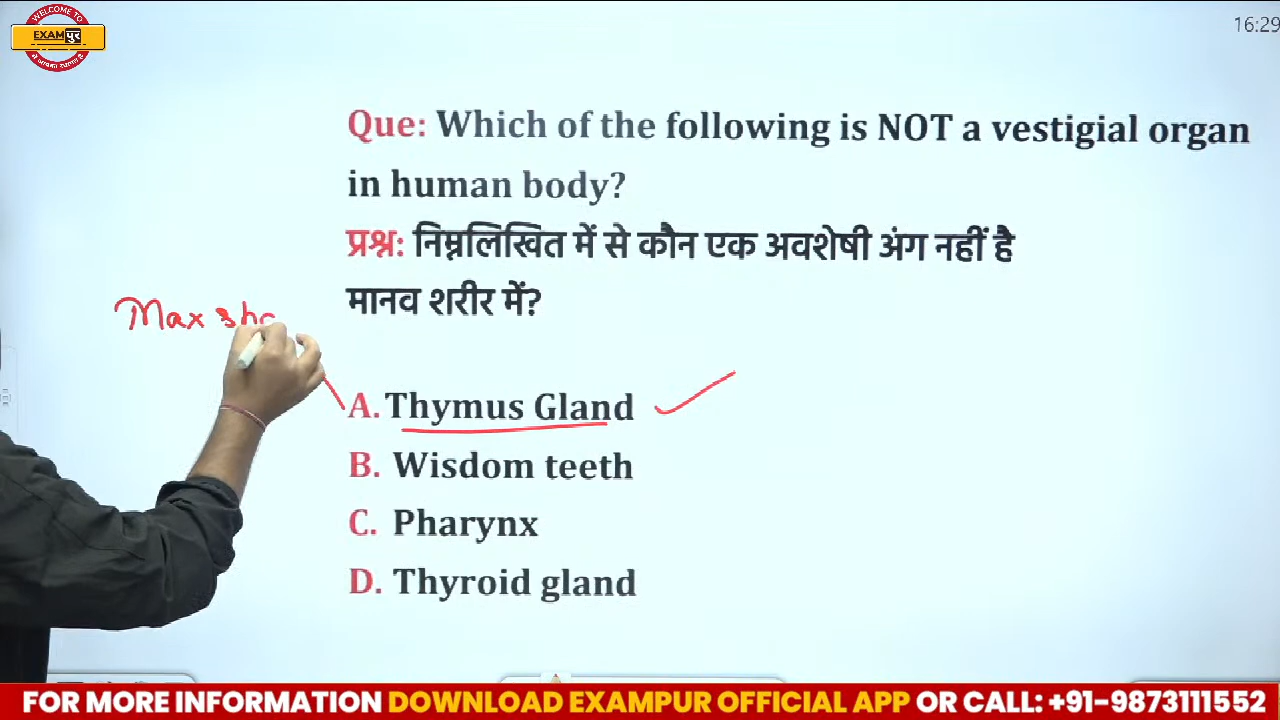 WELCOME TO
EXAMपुर
16:29
Que: Which of the following is NOT a vestigial organ
in human body?
प्रश्न: निम्नलिखित में से कौन एक अवशेषी अंग नहीं है
मानव शरीर में?
Max
A. Thymus Gland
B. Wisdom teeth
C. Pharynx
D. Thyroid gland
FOR MORE INFORMATION DOWNLOAD EXAMPUR OFFICIAL APP OR CALL: +91-9873111552